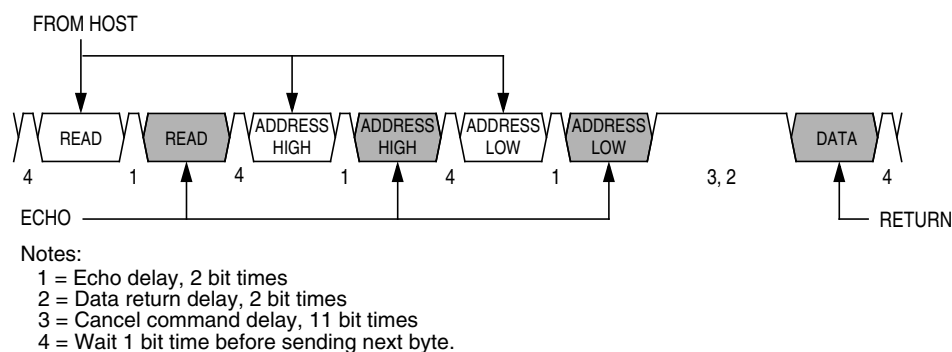 FROM HOST
READ
READ
ADDRESS
HIGH
ADDRESS
HIGH
ADDRESS
LOW
ADDRESS
LOW
DATA
4 1 4 1 4 1 3, 2 4
ECHO
RETURN
Notes:
1 = Echo delay, 2 bit times
2 = Data return delay, 2 bit times
3 = Cancel command delay, 11 bit times
4 = Wait 1 bit time before sending next byte.